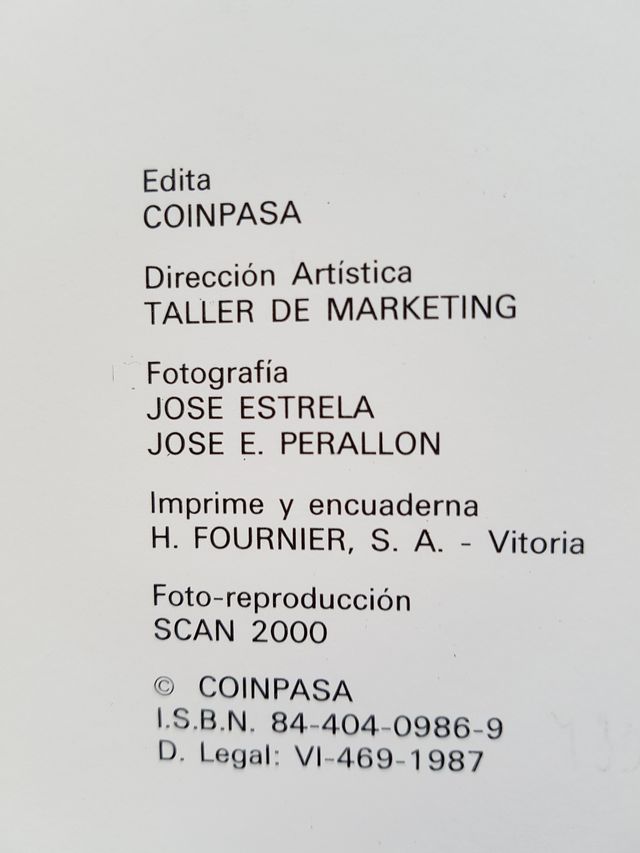 Edita
COINPASA
Dirección Artística
TALLER DE MARKETING
Fotografía
JOSE ESTRELA
JOSE E. PERALLON
Imprime y encuaderna
H. FOURNIER, S. A. - Vitoria
Foto-reproducción
SCAN 2000
© COINPASA
I.S.B.N. 84-404-0986-9
D. Legal: VI-469-1987